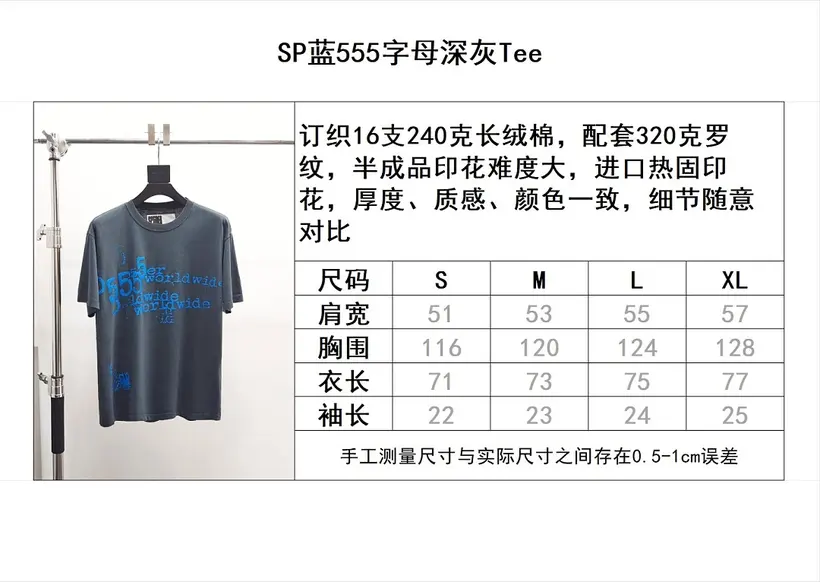 SP蓝555字母深灰Tee
订织16支240克长绒棉，配套320克罗
纹，半成品印花难度大，进口热固印
花，厚度、质感、颜色一致，细节随意
对比
尺码 S M L XL
肩宽 51 53 55 57
胸围 116 120 124 128
衣长 71 73 75 77
袖长 22 23 24 25
手工测量尺寸与实际尺寸之间存在0.5-1cm误差
worldwide
worldwide